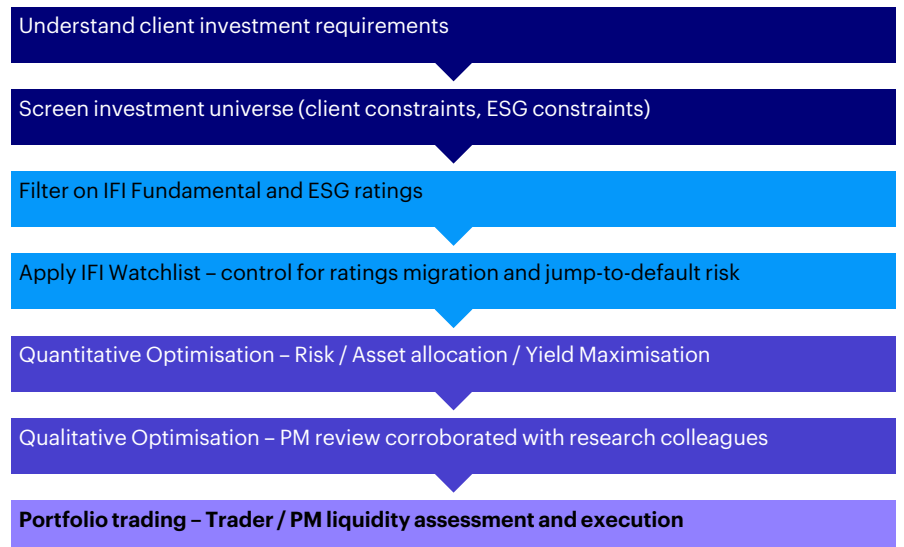 Understand client investment requirements
Screen investment universe (client constraints, ESG constraints)
Filter on IFI Fundamental and ESG ratings
Apply IFI Watchlist – control for ratings migration and jump-to-default risk
Quantitative Optimisation – Risk / Asset allocation / Yield Maximisation
Qualitative Optimisation – PM review corroborated with research colleagues
Portfolio trading – Trader / PM liquidity assessment and execution